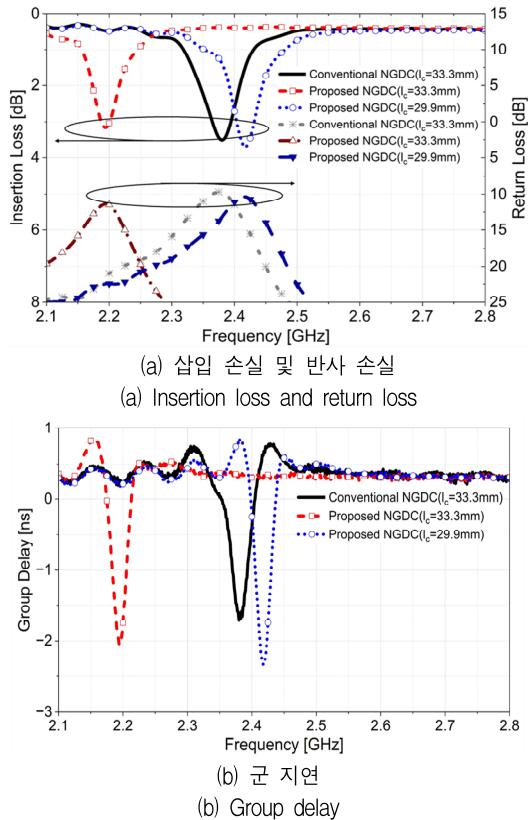 0
2
4
6
8
Insertion Loss [dB]
15
10
5
0
5
10
15
20
25
Return Loss [dB]
Conventional NGDC(lc=33.3mm)
Proposed NGDC(lc=33.3mm)
Proposed NGDC(lc=29.9mm)
Conventional NGDC(lc=33.3mm)
Proposed NGDC(lc=33.3mm)
Proposed NGDC(lc=29.9mm)
2.1 2.2 2.3 2.4 2.5 2.6 2.7 2.8
Frequency [GHz]
(a) 삽입 손실 및 반사 손실
(a) Insertion loss and return loss
1
0
−1
−2
−3
Group Delay [ns]
Conventional NGDC(lc=33.3mm)
Proposed NGDC(lc=33.3mm)
Proposed NGDC(lc=29.9mm)
2.1 2.2 2.3 2.4 2.5 2.6 2.7 2.8
Frequency [GHz]
(b) 군 지연
(b) Group delay